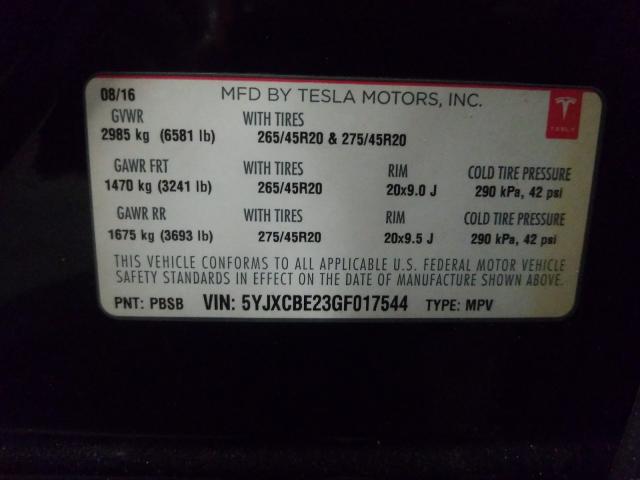 08/16 MFD BY TESLA MOTORS, INC.
GVWR WITH TIRES
2985 kg (6581 lb) 265/45R20 & 275/45R20
GAWR FRT WITH TIRES RIM COLD TIRE PRESSURE
1470 kg (3241 lb) 265/45R20 20x9.0 J 290 kPa, 42 psi
GAWR RR WITH TIRES RIM COLD TIRE PRESSURE
1675 kg (3693 lb) 275/45R20 20x9.5 J 290 kPa, 42 psi
THIS VEHICLE CONFORMS TO ALL APPLICABLE U.S. FEDERAL MOTOR VEHICLE
SAFETY STANDARDS IN EFFECT ON THE DATE OF MANUFACTURE SHOWN ABOVE.
PNT: PBSB VIN: 5YJXCBE23GF017544 TYPE: MPV
TESLA